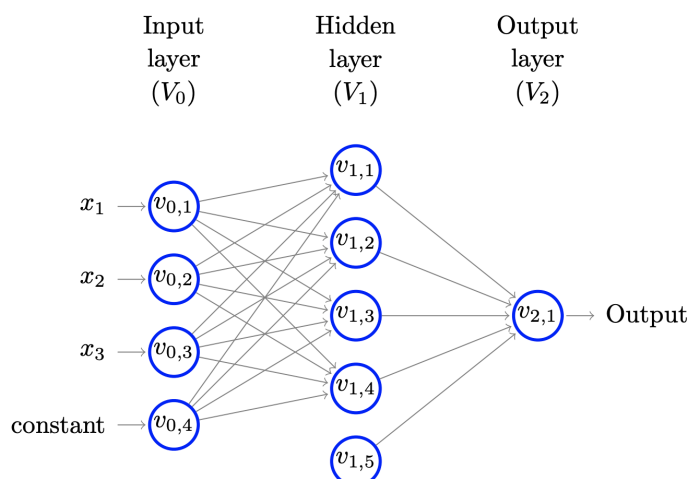 Input
layer
(V₀)
Hidden
layer
(V₁)
Output
layer
(V₂)
x₁
x₂
x₃
constant
v₀,₁
v₀,₂
v₀,₃
v₀,₄
v₁,₁
v₁,₂
v₁,₃
v₁,₄
v₁,₅
v₂,₁
Output